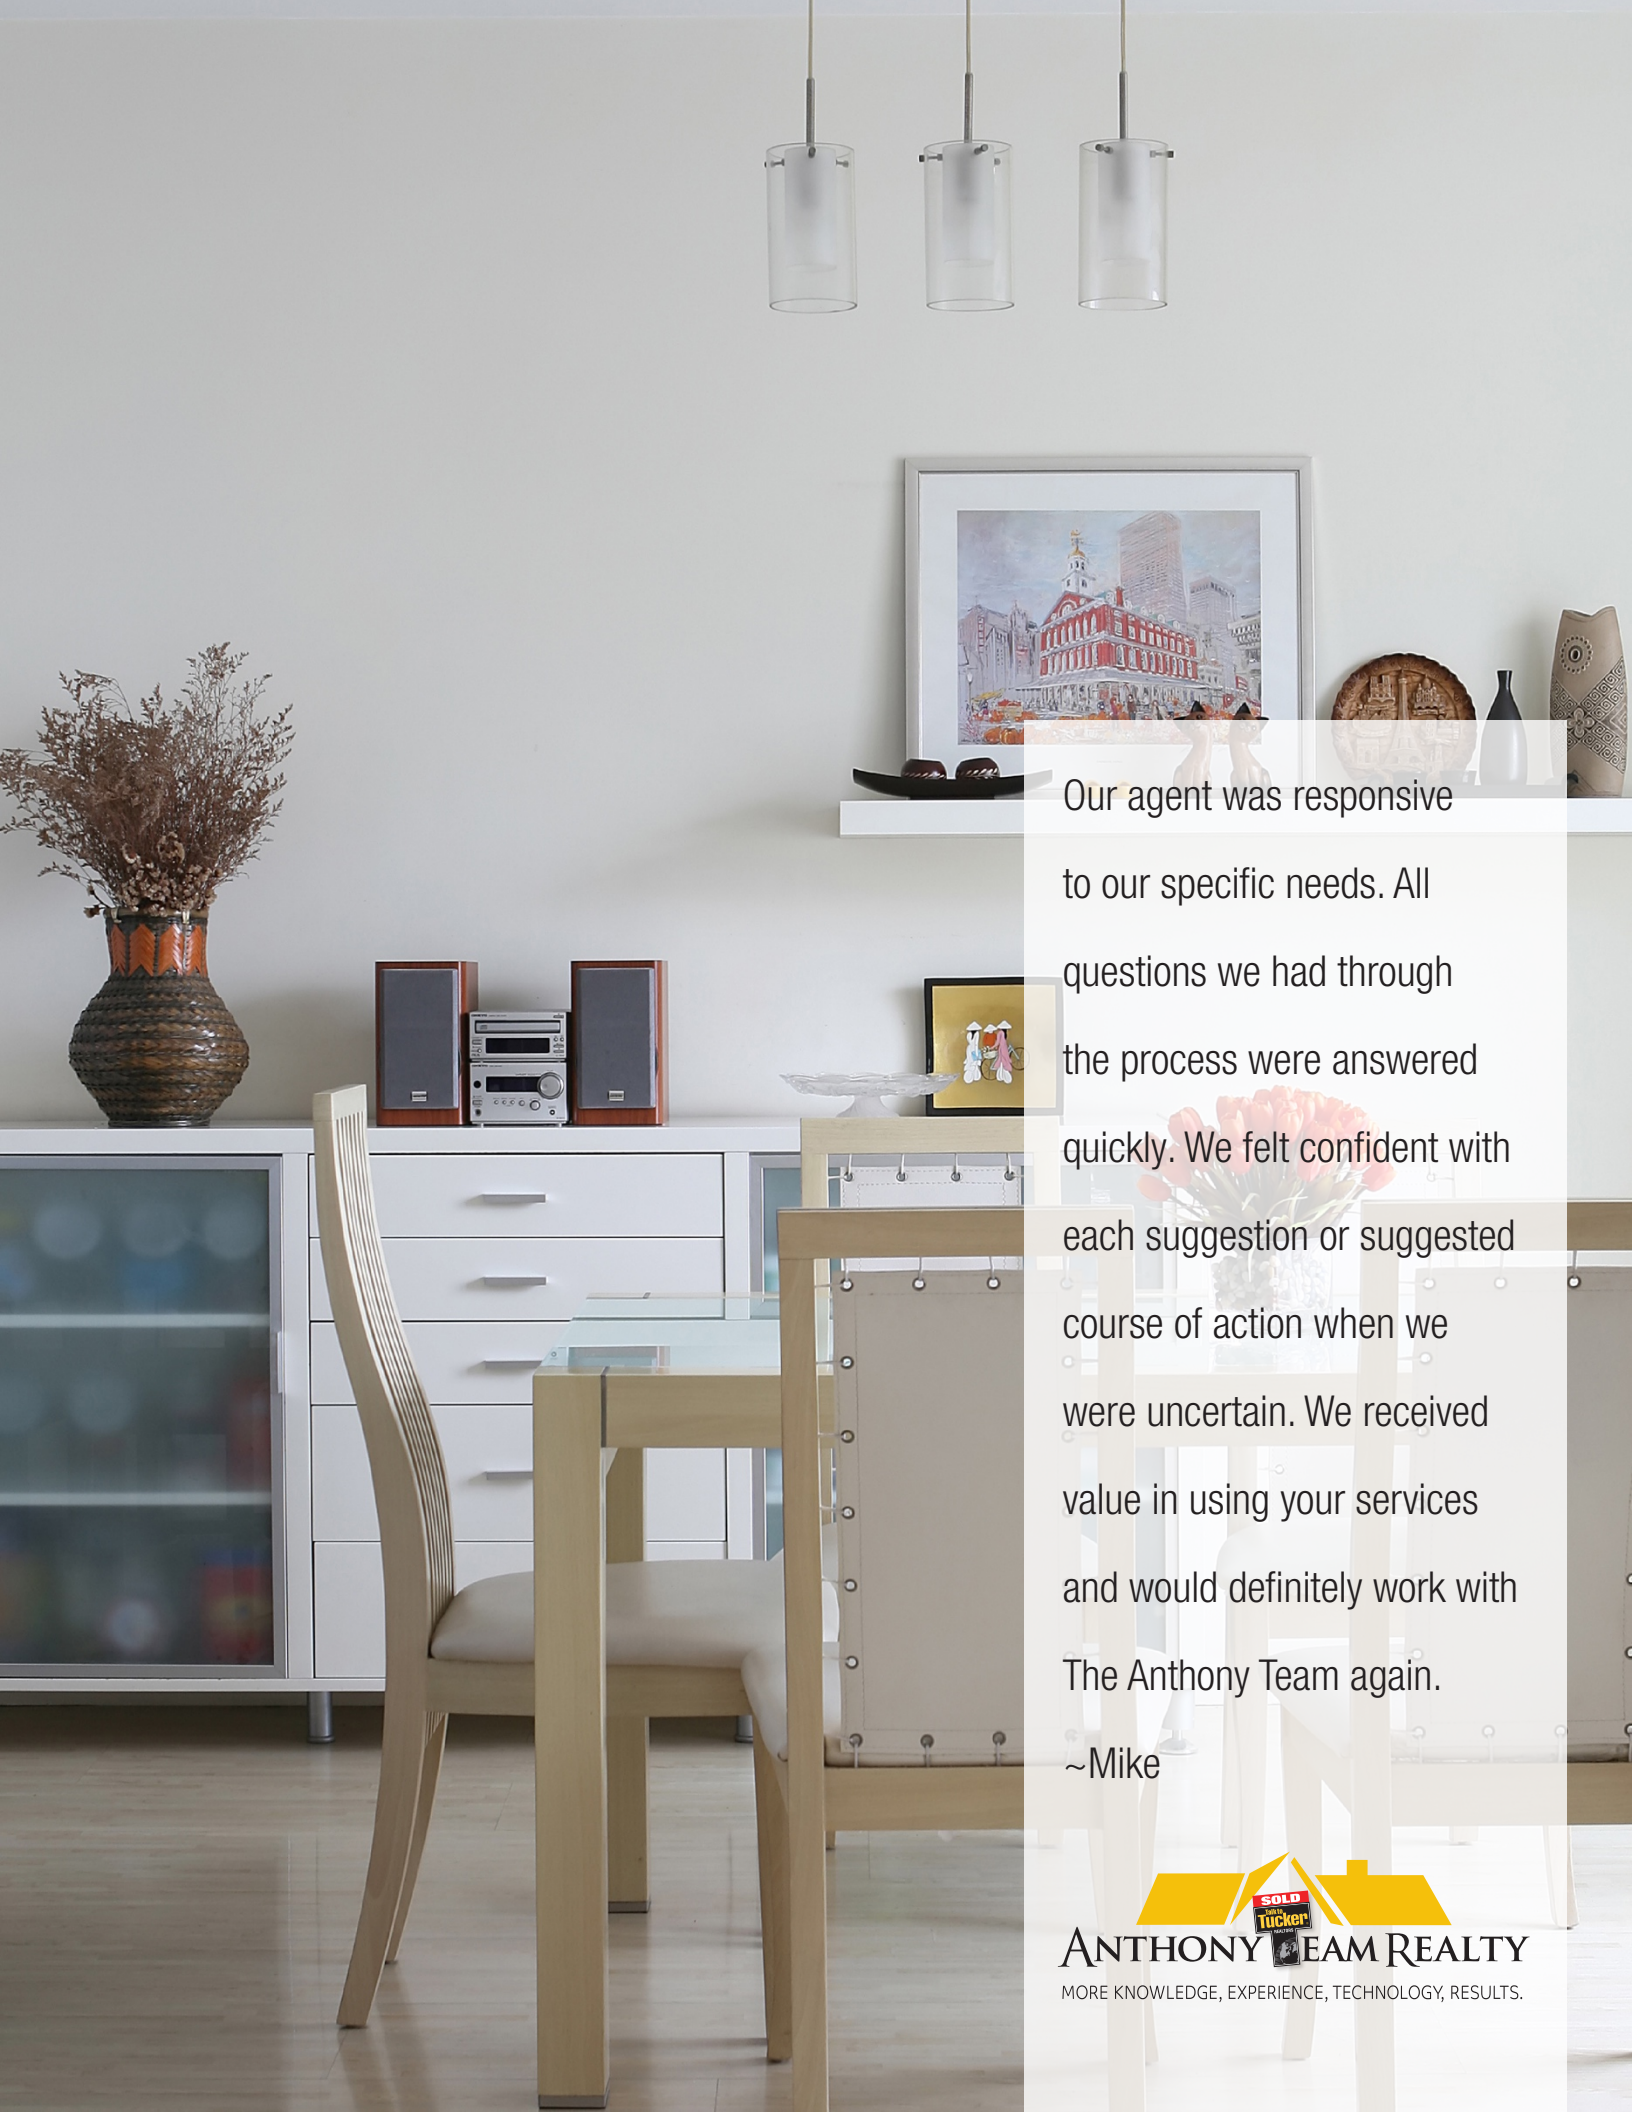 Our agent was responsive
to our specific needs. All
questions we had through
the process were answered
quickly. We felt confident with
each suggestion or suggested
course of action when we
were uncertain. We received
value in using your services
and would definitely work with
The Anthony Team again.
~Mike
SOLD
Talk to
Tucker
REALTORS
ANTHONY TEAM REALTY
MORE KNOWLEDGE, EXPERIENCE, TECHNOLOGY, RESULTS.